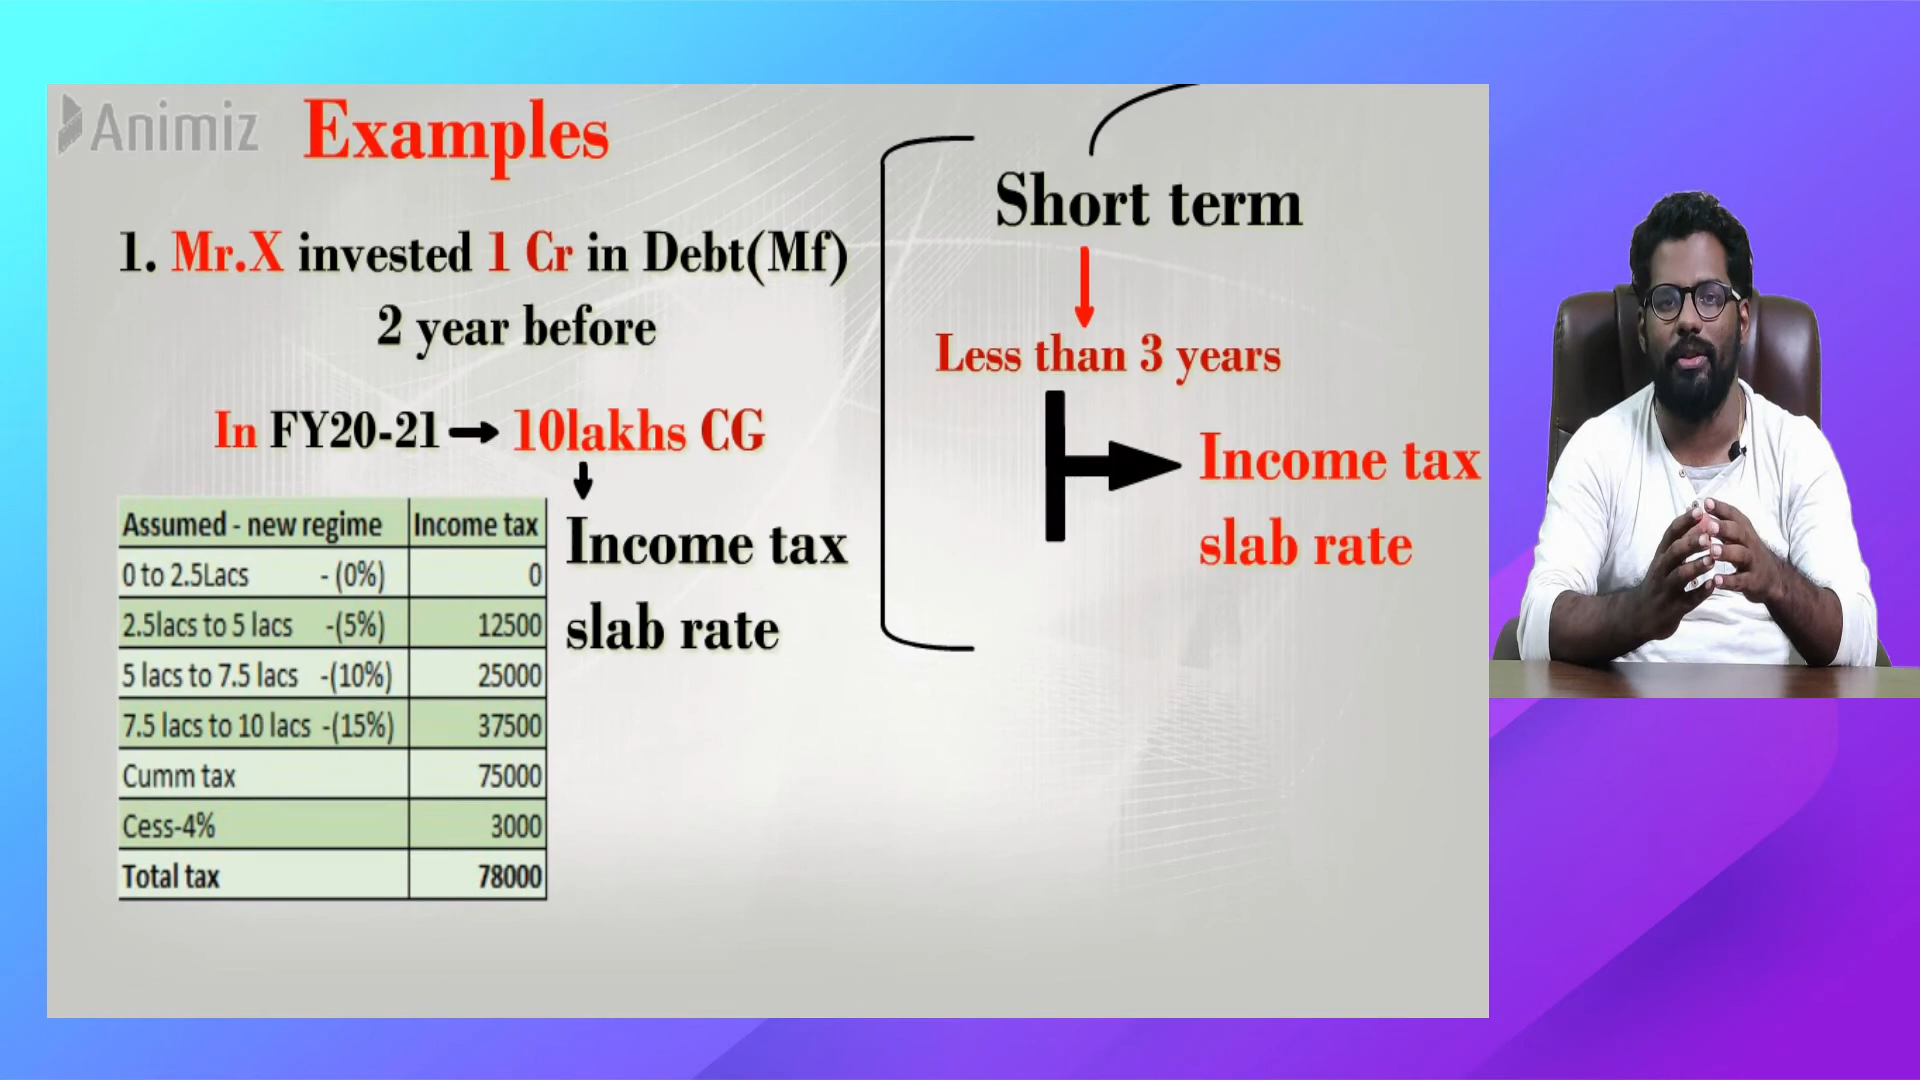 Animiz
Examples
1. Mr.X invested 1 Cr in Debt(Mf)
2 year before
In FY20-21 10lakhs CG
Income tax
slab rate
Assumed - new regime Income tax
0 to 2.5Lacs - (0%) 0
2.5lacs to 5 lacs -(5%) 12500
5 lacs to 7.5 lacs -(10%) 25000
7.5 lacs to 10 lacs -(15%) 37500
Cumm tax 75000
Cess-4% 3000
Total tax 78000
Short term
Less than 3 years
Income tax
slab rate